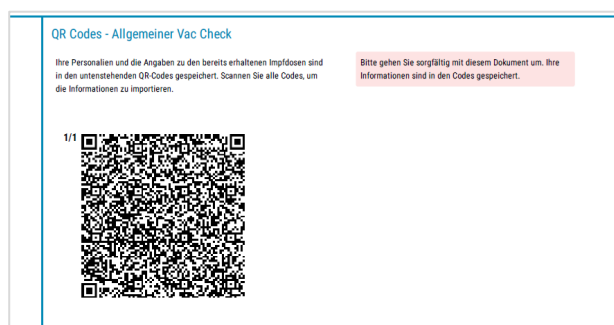 QR Codes - Allgemeiner Vac Check
Ihre Personalien und die Angaben zu den bereits erhaltenen Impfdosen sind
in den untenstehenden QR-Codes gespeichert. Scannen Sie alle Codes, um
die Informationen zu importieren.
Bitte gehen Sie sorgfältig mit diesem Dokument um. Ihre
Informationen sind in den Codes gespeichert.
1/1